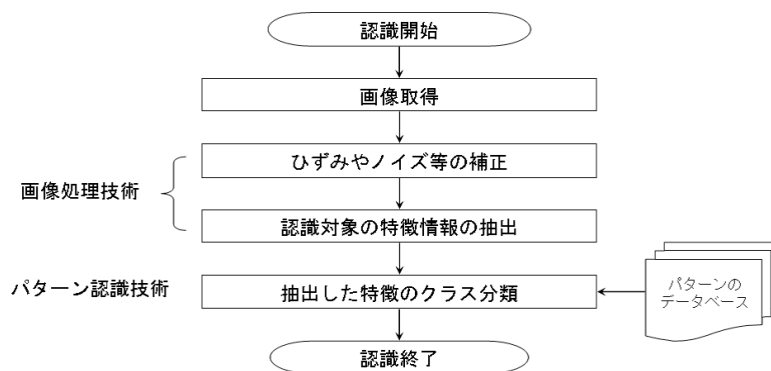 認識開始
画像取得
ひずみやノイズ等の補正
画像処理技術
認識対象の特徴情報の抽出
パターン認識技術
抽出した特徴のクラス分類
パターンの
データベース
認識終了